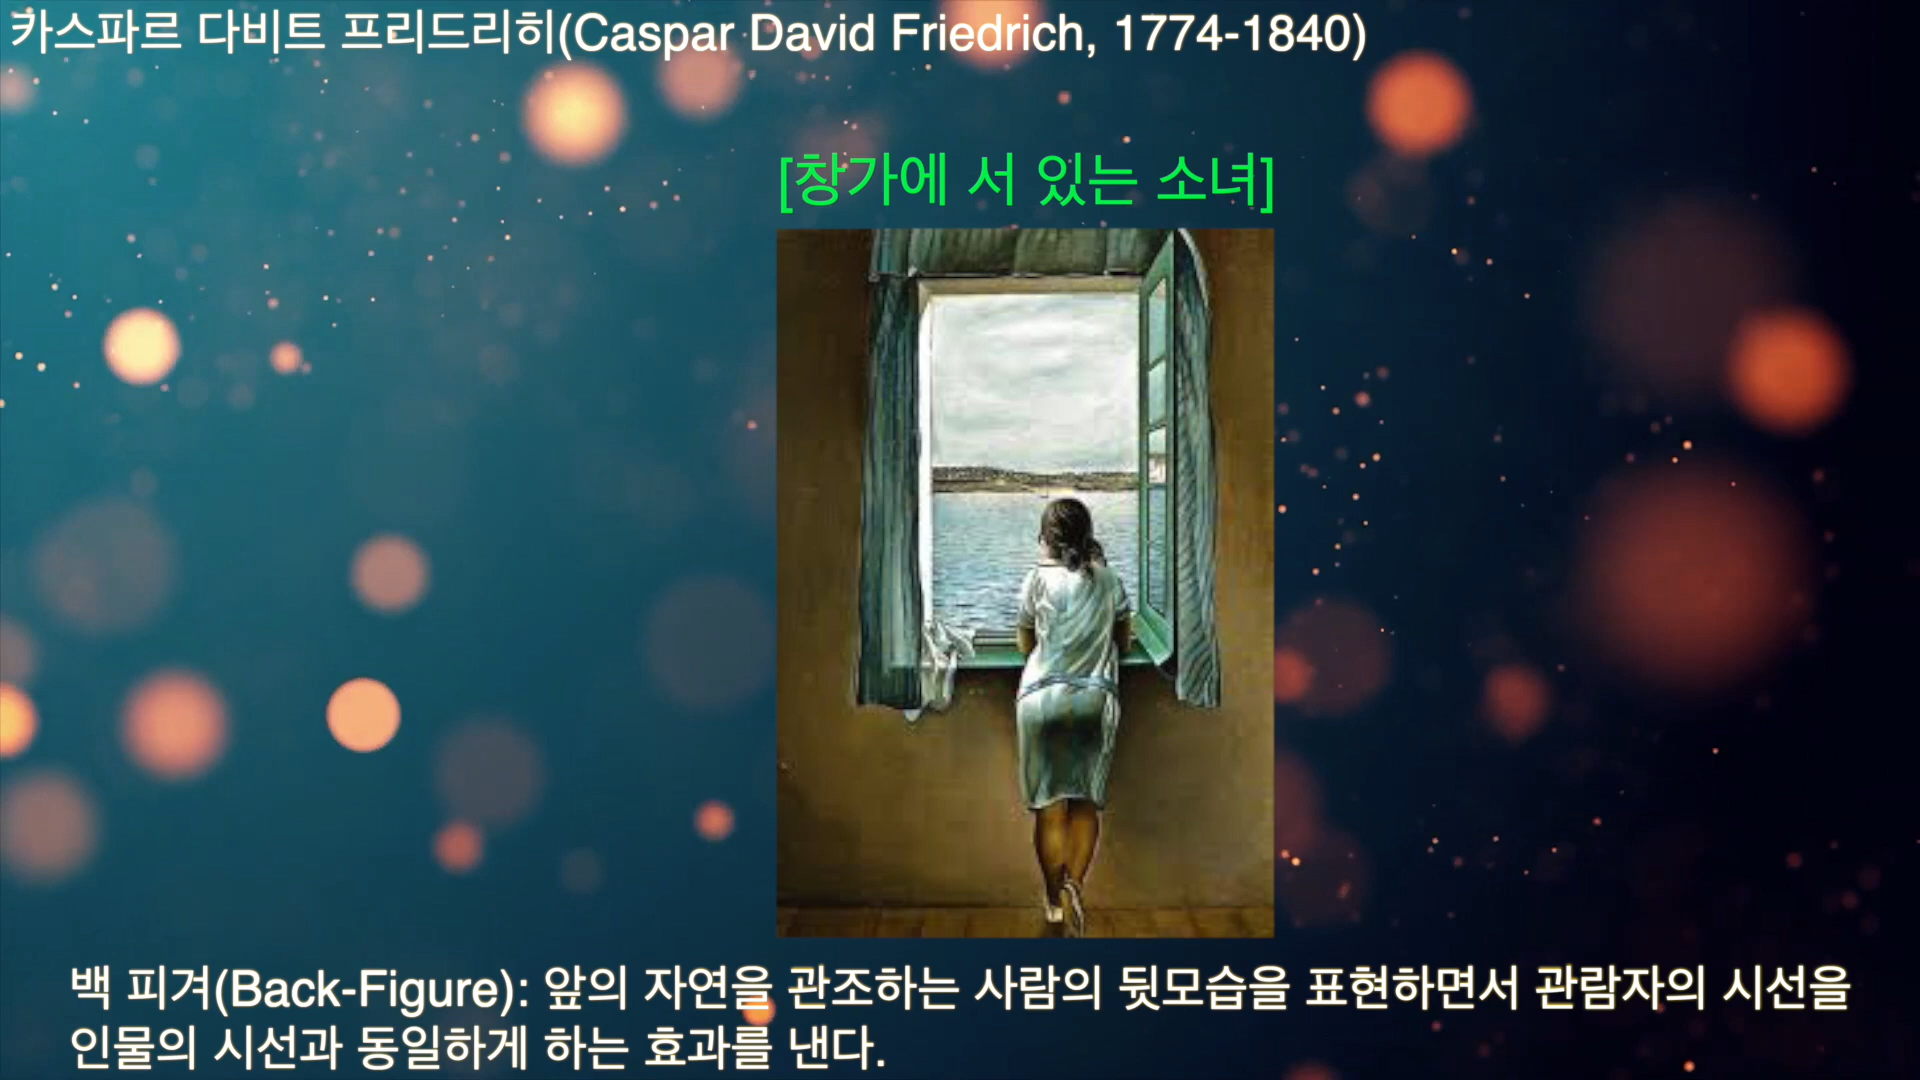 카스파르 다비트 프리드리히(Caspar David Friedrich, 1774-1840)
[창가에 서 있는 소녀]
백 피겨(Back-Figure): 앞의 자연을 관조하는 사람의 뒷모습을 표현하면서 관람자의 시선을
인물의 시선과 동일하게 하는 효과를 낸다.